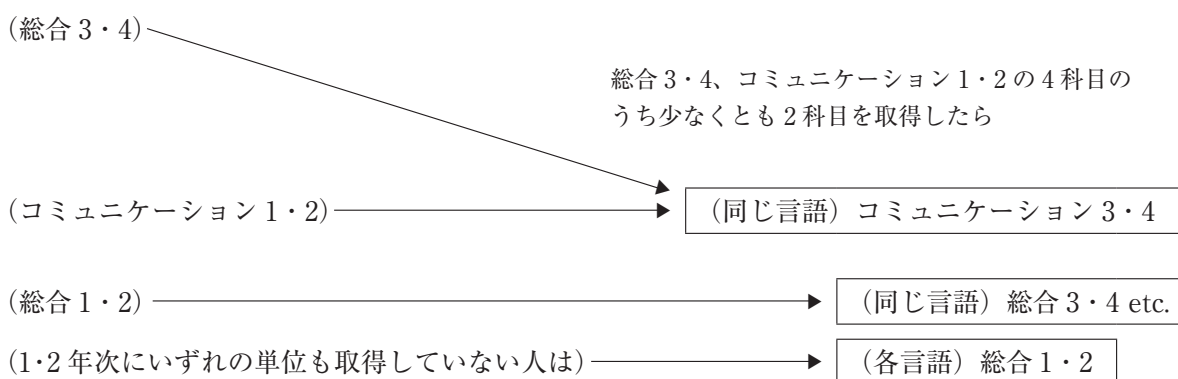 (総合 3・4)
総合 3・4、コミュニケーション 1・2 の 4 科目の
うち少なくとも 2 科目を取得したら
(コミュニケーション 1・2)
(同じ言語) コミュニケーション 3・4
(総合 1・2)
(同じ言語) 総合 3・4 etc.
(1・2 年次にいずれの単位も取得していない人は)
(各言語) 総合 1・2